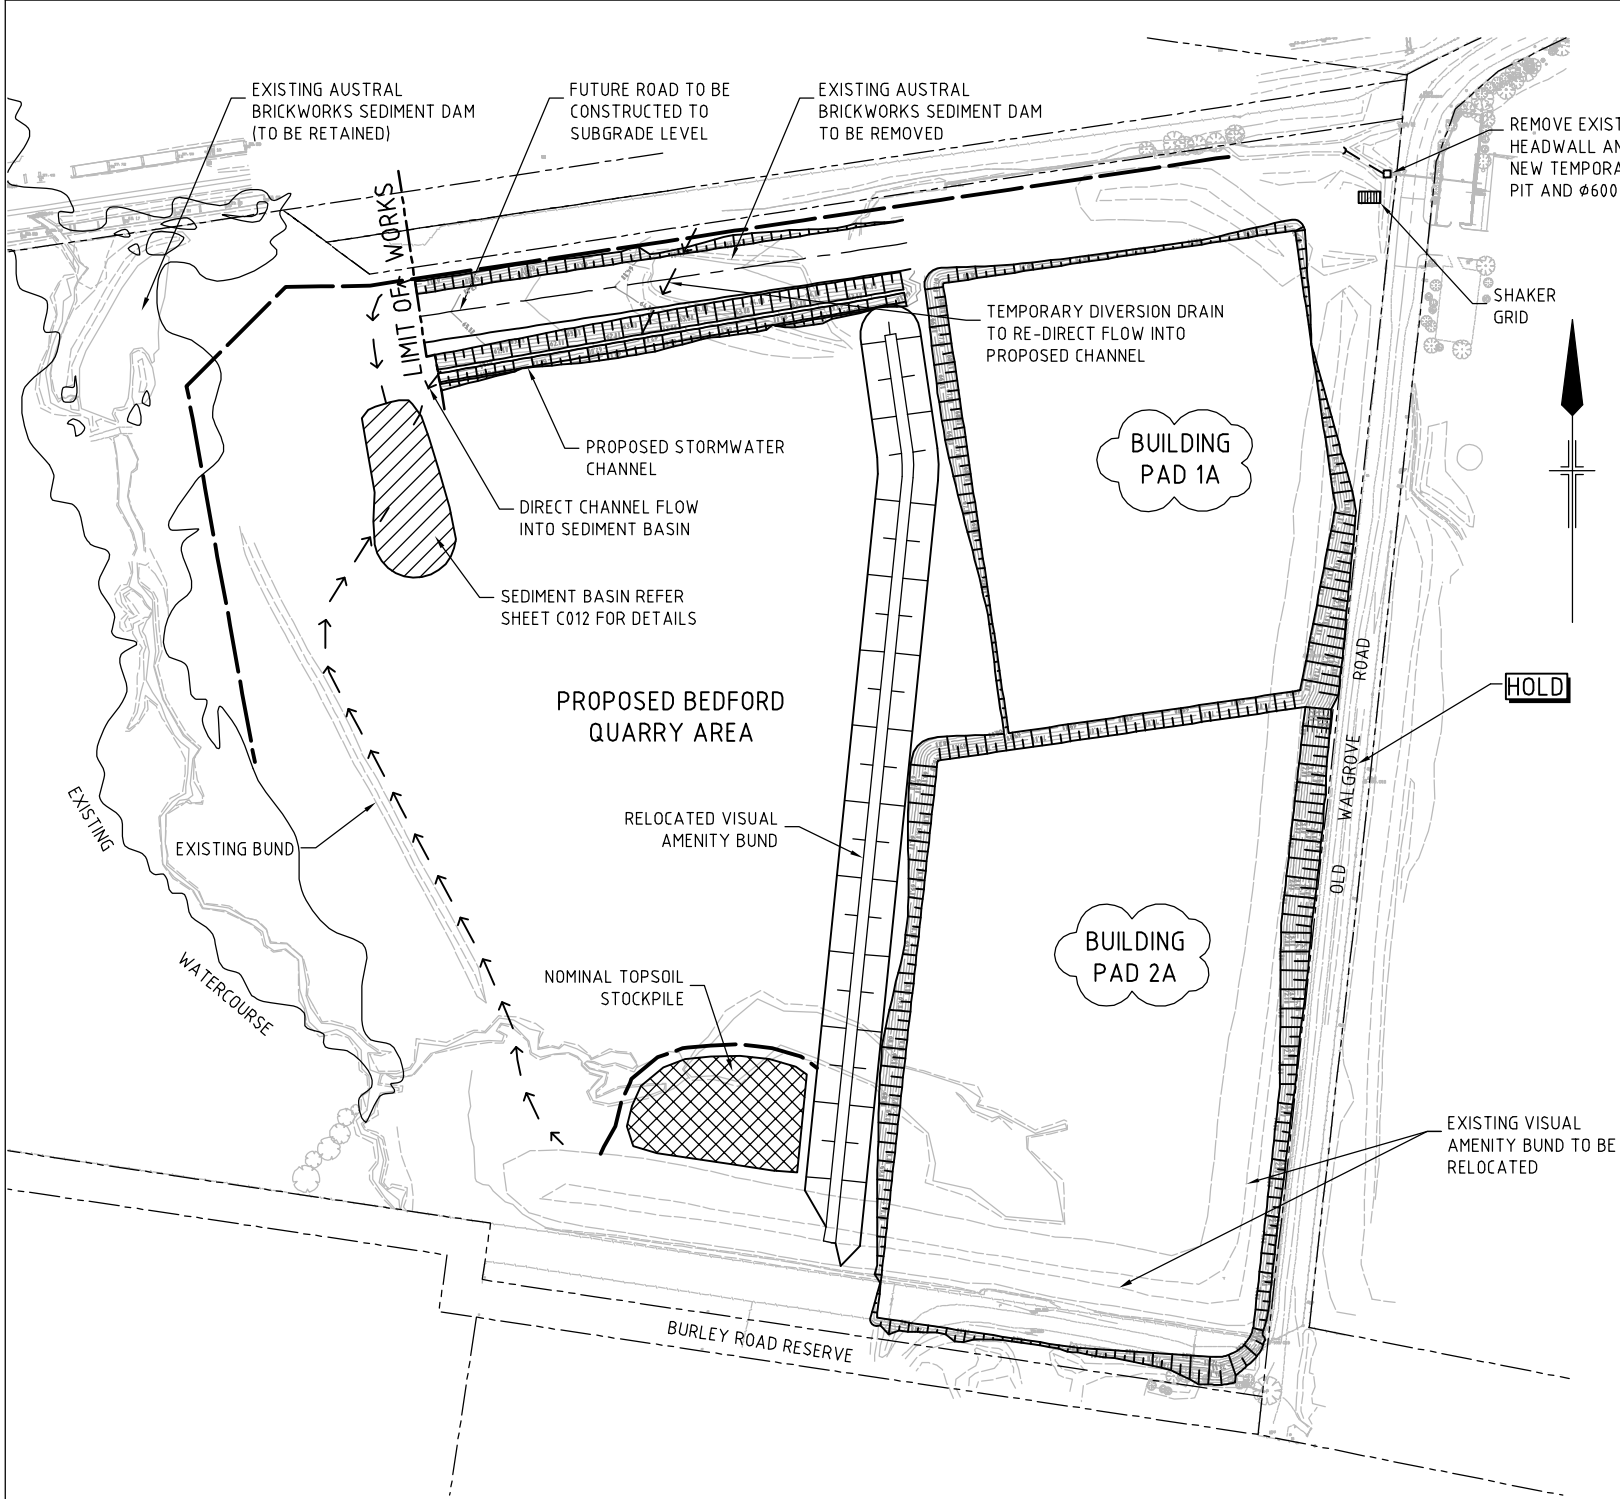 EXISTING AUSTRAL
BRICKWORKS SEDIMENT DAM
(TO BE RETAINED)
FUTURE ROAD TO BE
CONSTRUCTED TO
SUBGRADE LEVEL
EXISTING AUSTRAL
BRICKWORKS SEDIMENT DAM
TO BE REMOVED
REMOVE EXIST
HEADWALL AN
NEW TEMPORA
PIT AND Ø600
LIMIT OF WORKS
SHAKER
GRID
TEMPORARY DIVERSION DRAIN
TO RE-DIRECT FLOW INTO
PROPOSED CHANNEL
PROPOSED STORMWATER
CHANNEL
BUILDING
PAD 1A
DIRECT CHANNEL FLOW
INTO SEDIMENT BASIN
SEDIMENT BASIN REFER
SHEET C012 FOR DETAILS
PROPOSED BEDFORD
QUARRY AREA
HOLD
OLD WALGROVE ROAD
RELOCATED VISUAL
AMENITY BUND
EXISTING BUND
EXISTING
WATERCOURSE
BUILDING
PAD 2A
NOMINAL TOPSOIL
STOCKPILE
EXISTING VISUAL
AMENITY BUND TO BE
RELOCATED
BURLEY ROAD RESERVE